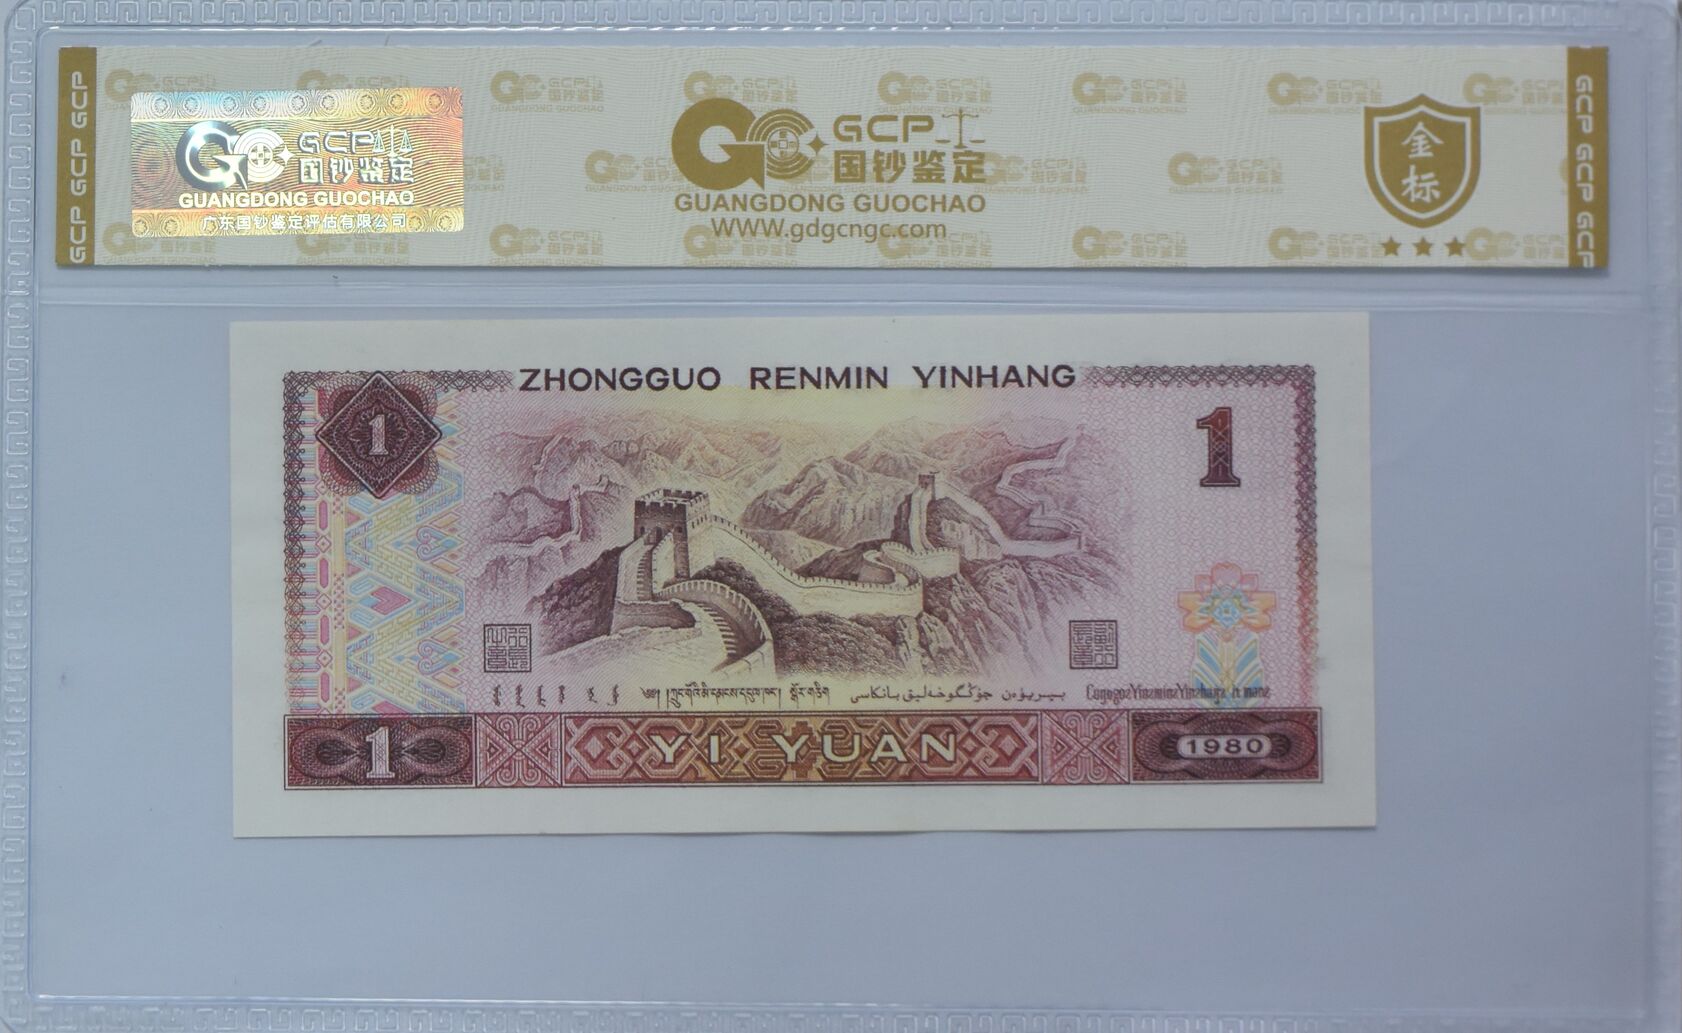 GCP GCP GCP
GCP
国钞鉴定
GUANGDONG GUOCHAO
广东国钞鉴定评估有限公司
GCP
国钞鉴定
GUANGDONG GUOCHAO
WWW.gdgcngc.com
金标
GCP GCP GCP
ZHONGGUO RENMIN YINHANG
1
1
1
YI YUAN
1980